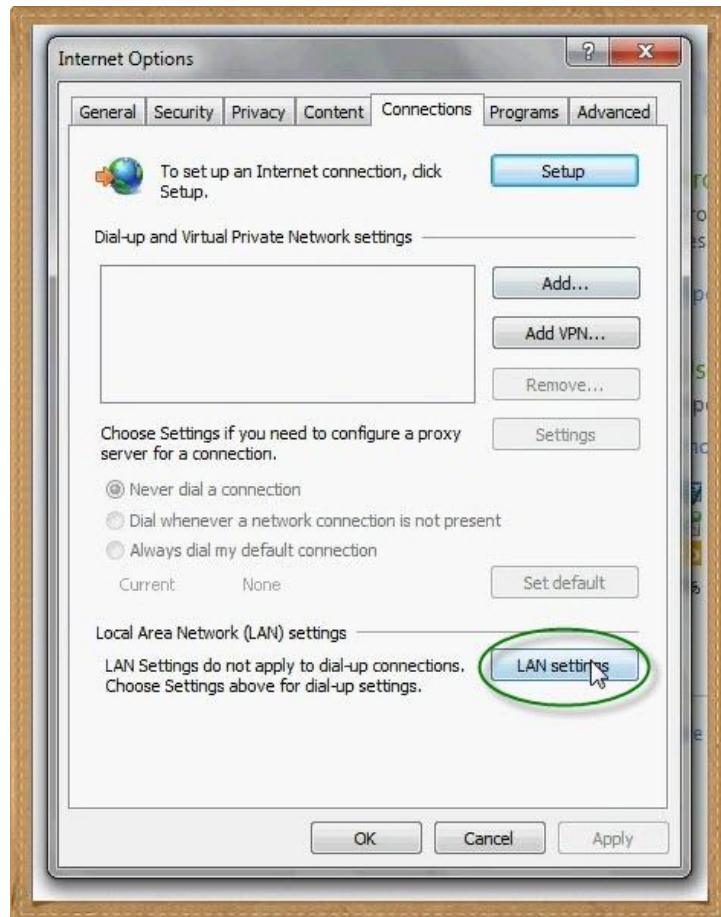 Internet Options
General Security Privacy Content Connections Programs Advanced
To set up an Internet connection, click
Setup.
Setup
Dial-up and Virtual Private Network settings
Add...
Add VPN...
Remove...
Choose Settings if you need to configure a proxy
server for a connection.
Settings
Never dial a connection
Dial whenever a network connection is not present
Always dial my default connection
Current None
Set default
Local Area Network (LAN) settings
LAN Settings do not apply to dial-up connections.
Choose Settings above for dial-up settings.
LAN settings
OK Cancel Apply